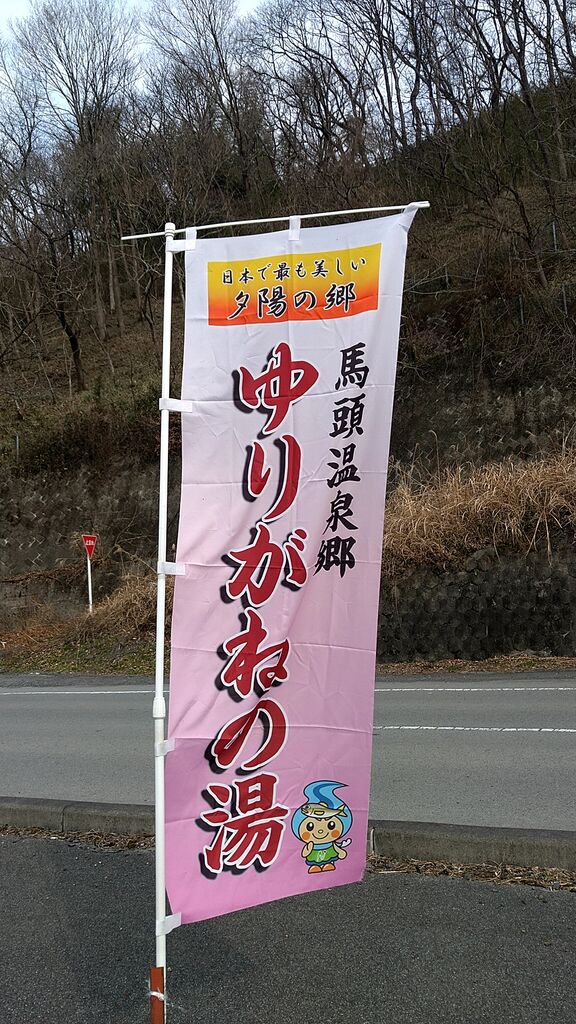 日本で最も美しい
夕陽の郷
馬頭温泉郷
ゆりがねの湯